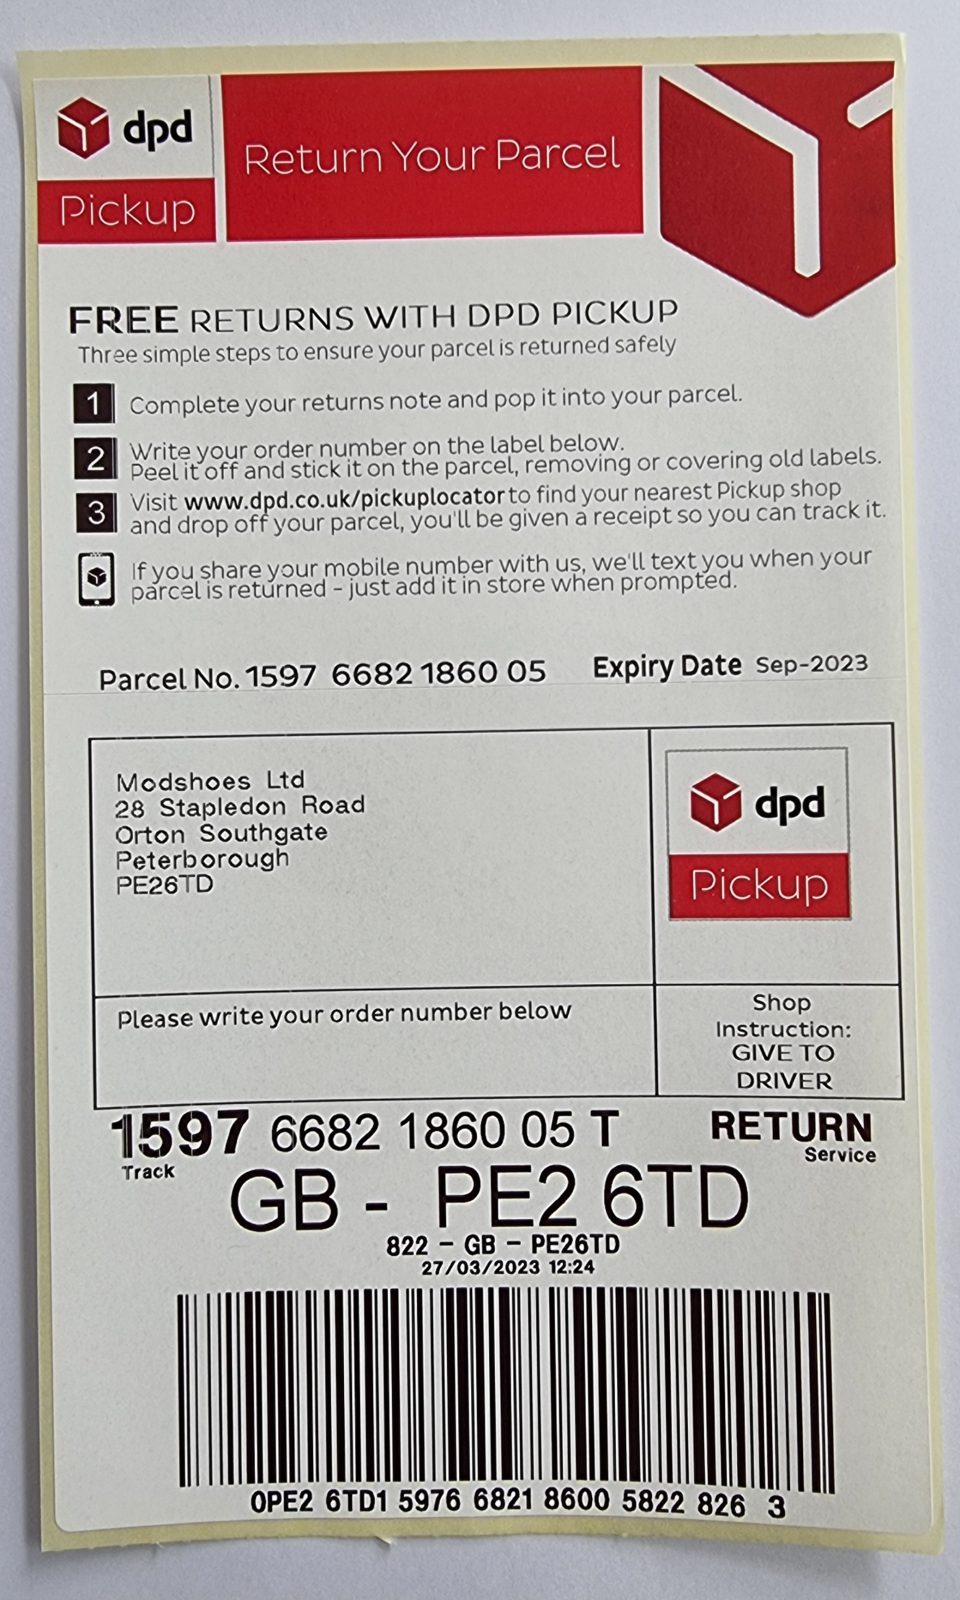 dpd
Pickup
Return Your Parcel
FREE RETURNS WITH DPD PICKUP
Three simple steps to ensure your parcel is returned safely
1 Complete your returns note and pop it into your parcel.
2 Write your order number on the label below.
Peel it off and stick it on the parcel, removing or covering old labels.
3 Visit www.dpd.co.uk/pickuplocator to find your nearest Pickup shop
and drop off your parcel, you'll be given a receipt so you can track it.
If you share your mobile number with us, we'll text you when your
parcel is returned - just add it in store when prompted.
Parcel No. 1597 6682 1860 05 Expiry Date Sep-2023
Modshoes Ltd
28 Stapledon Road
Orton Southgate
Peterborough
PE26TD
dpd
Pickup
Please write your order number below
Shop
Instruction:
GIVE TO
DRIVER
1597 6682 1860 05 T RETURN
Track Service
GB - PE2 6TD
822 - GB - PE26TD
27/03/2023 12:24
0PE2 6TD1 5976 6821 8600 5822 826 3